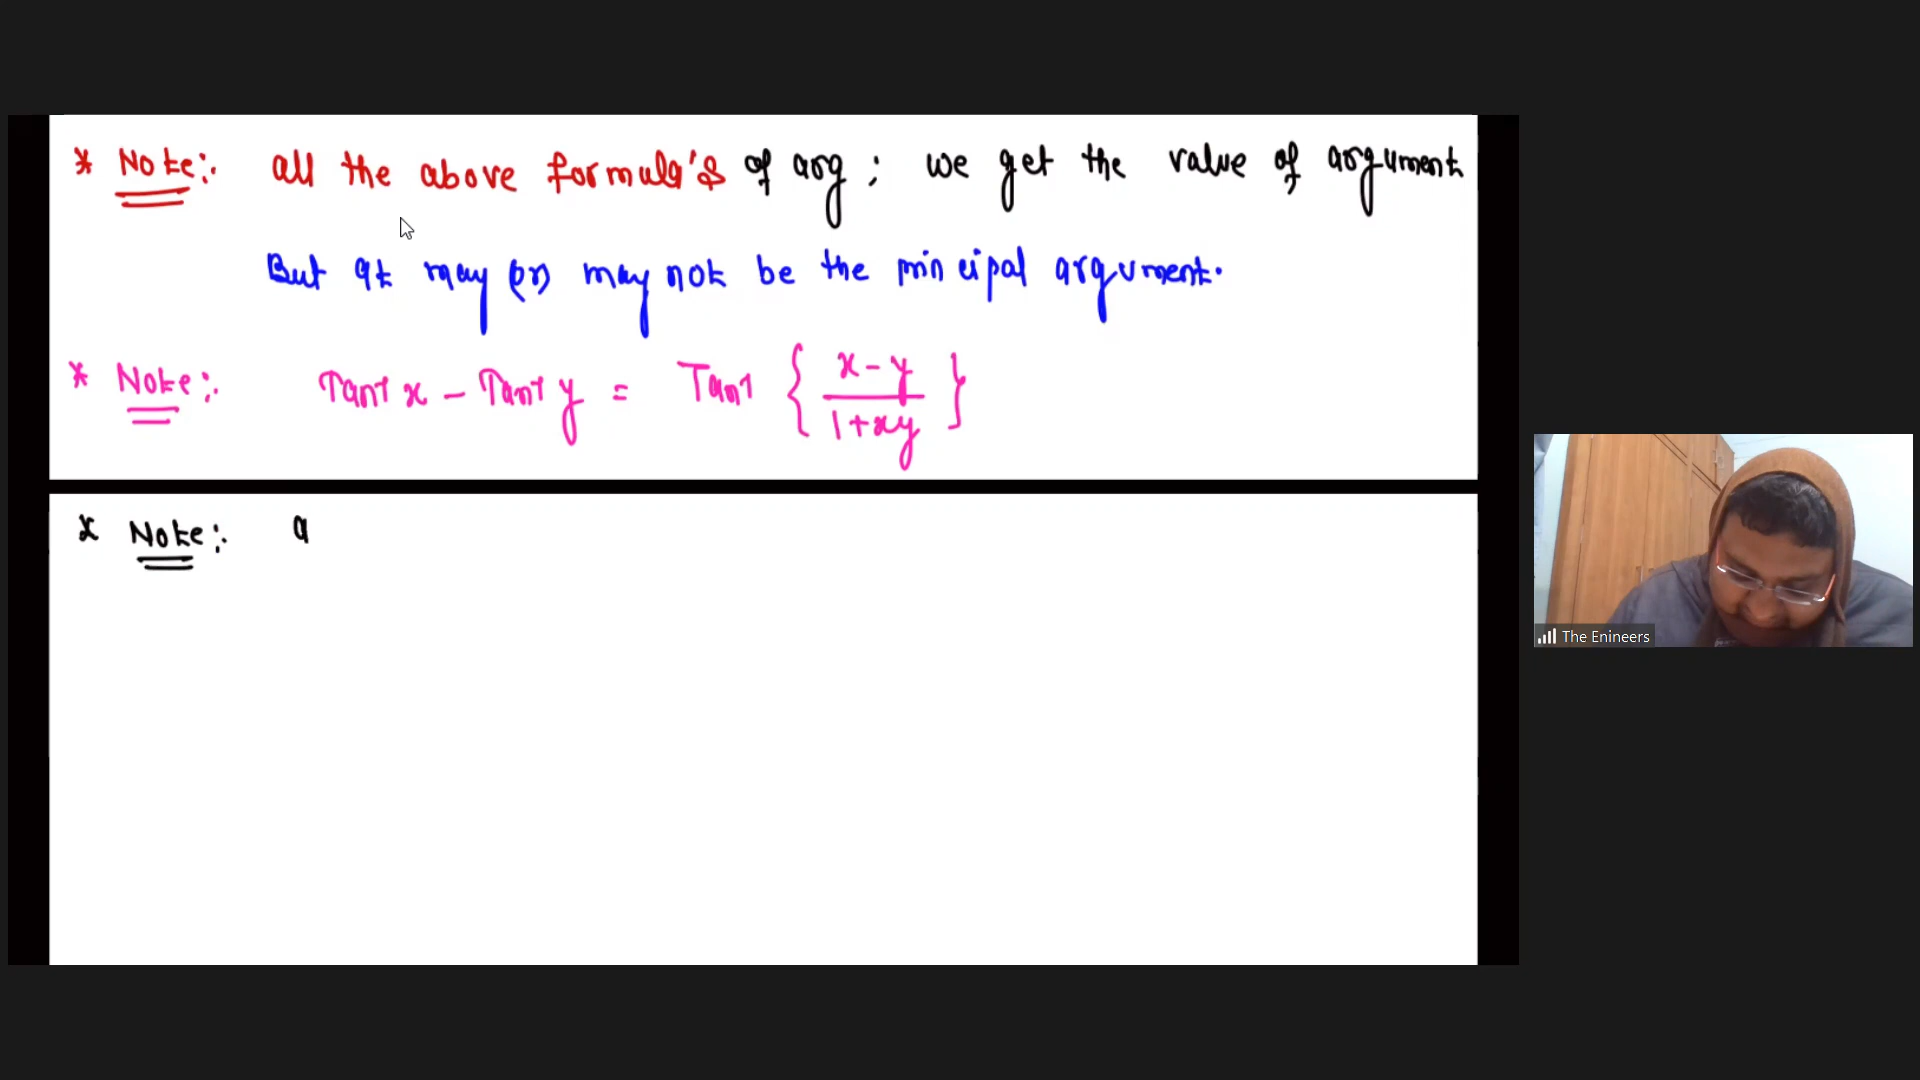 * Note:- all the above formula's of arg ; we get the value of argument
But it may (or) may not be the principal argument.
* Note:- Tan⁻¹ x - Tan⁻¹ y = Tan⁻¹ { x - y / 1 + xy }
* Note:- a
The Enineers